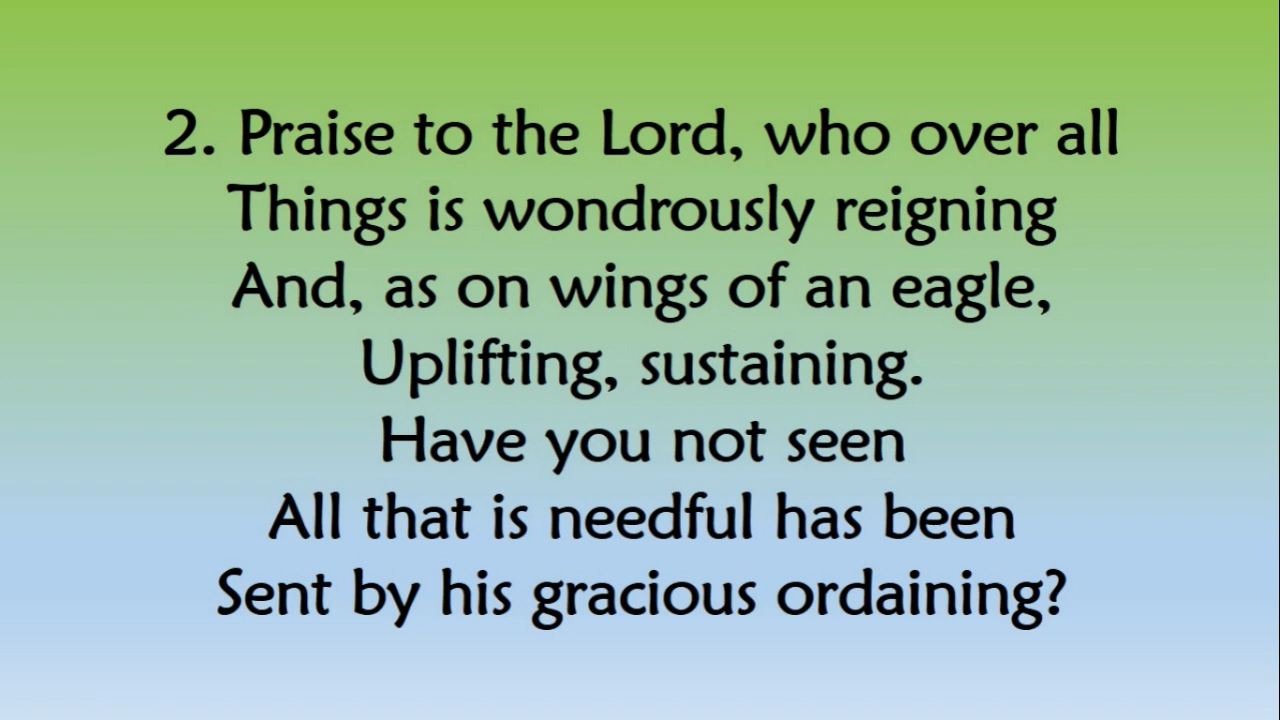 2. Praise to the Lord, who over all
Things is wondrously reigning
And, as on wings of an eagle,
Uplifting, sustaining.
Have you not seen
All that is needful has been
Sent by his gracious ordaining?